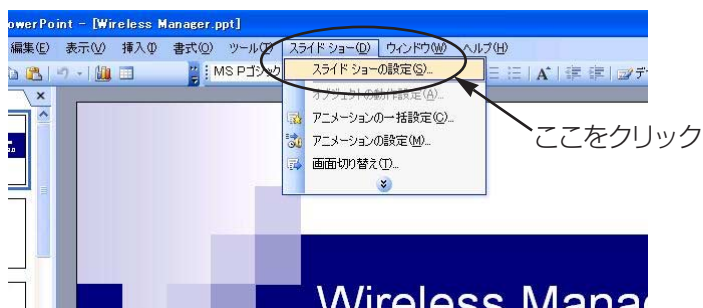 owerPoint - [Wireless Manager.ppt]
編集(E) 表示(V) 挿入(I) 書式(O) ツール(T) スライド ショー(D) ウィンドウ(W) ヘルプ(H)
MS Pゴシック
スライド ショーの設定(S)...
オブジェクトの動作設定(A)...
アニメーションの一括設定(C)...
アニメーションの設定(M)...
画面切り替え(T)...
ここをクリック
Wireless Mana